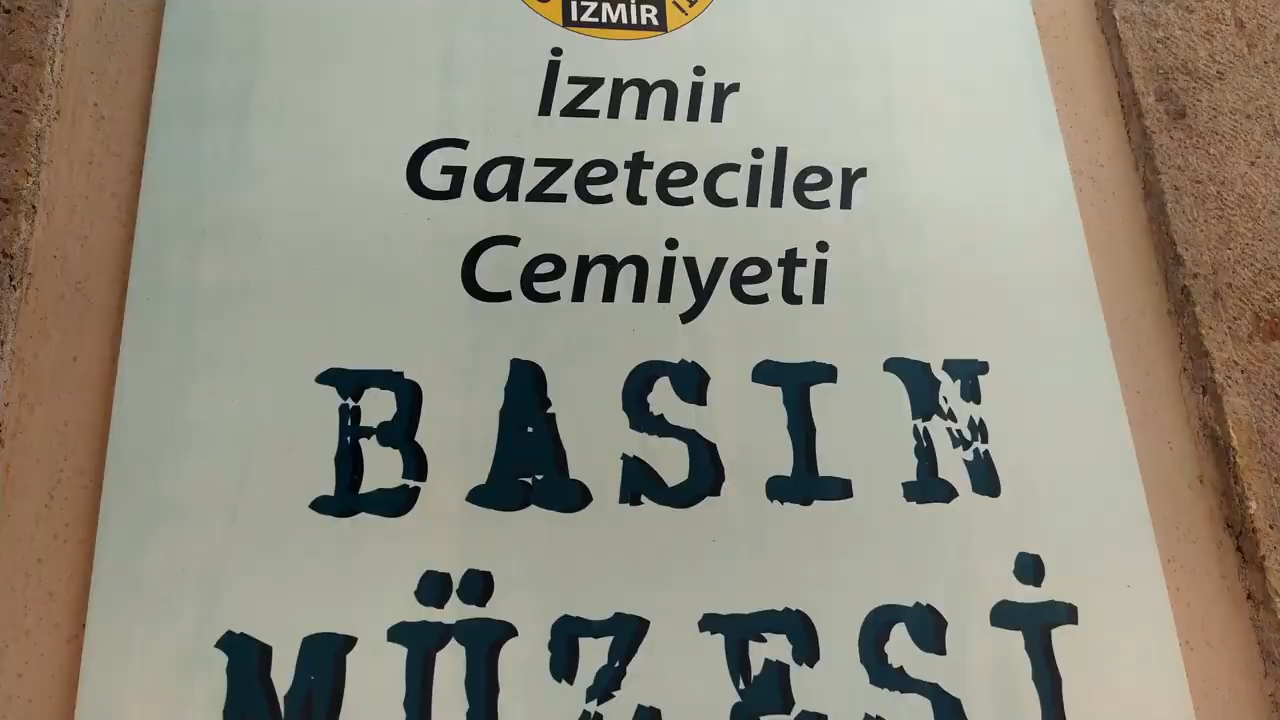 İZMİR
İzmir
Gazeteciler
Cemiyeti
BASIN
MÜZESİ